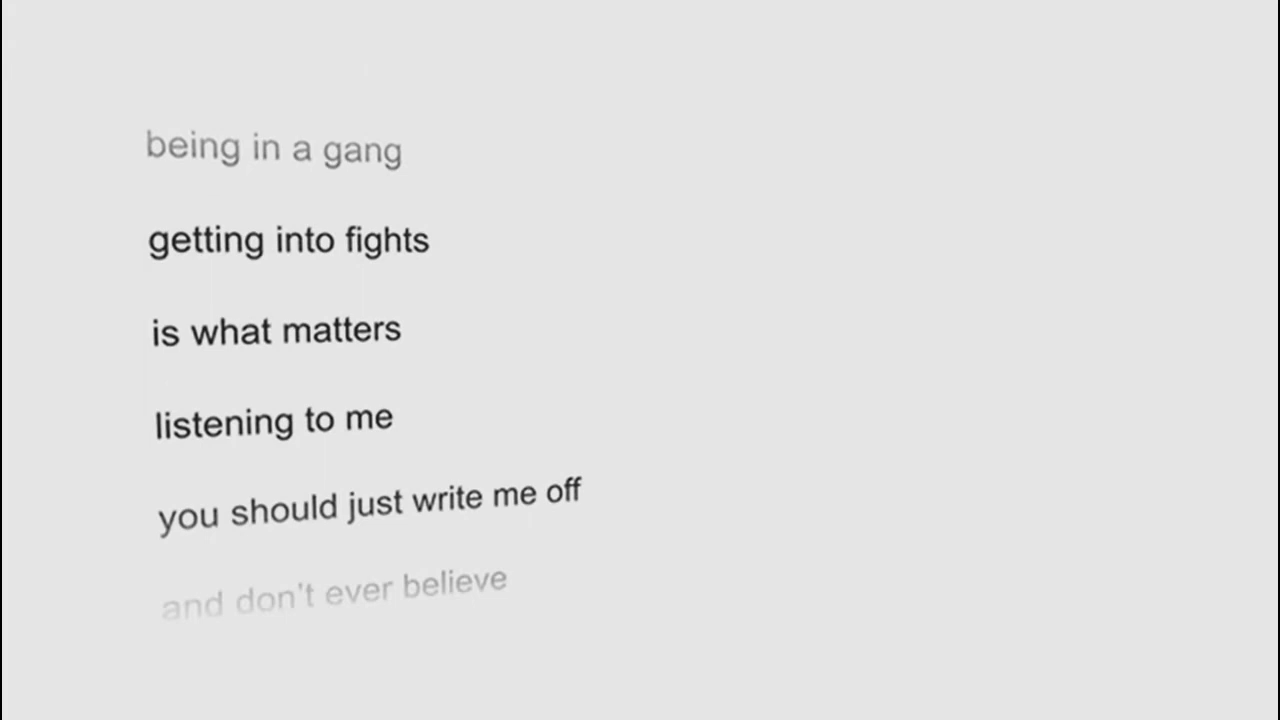 being in a gang
getting into fights
is what matters
listening to me
you should just write me off
and don't ever believe